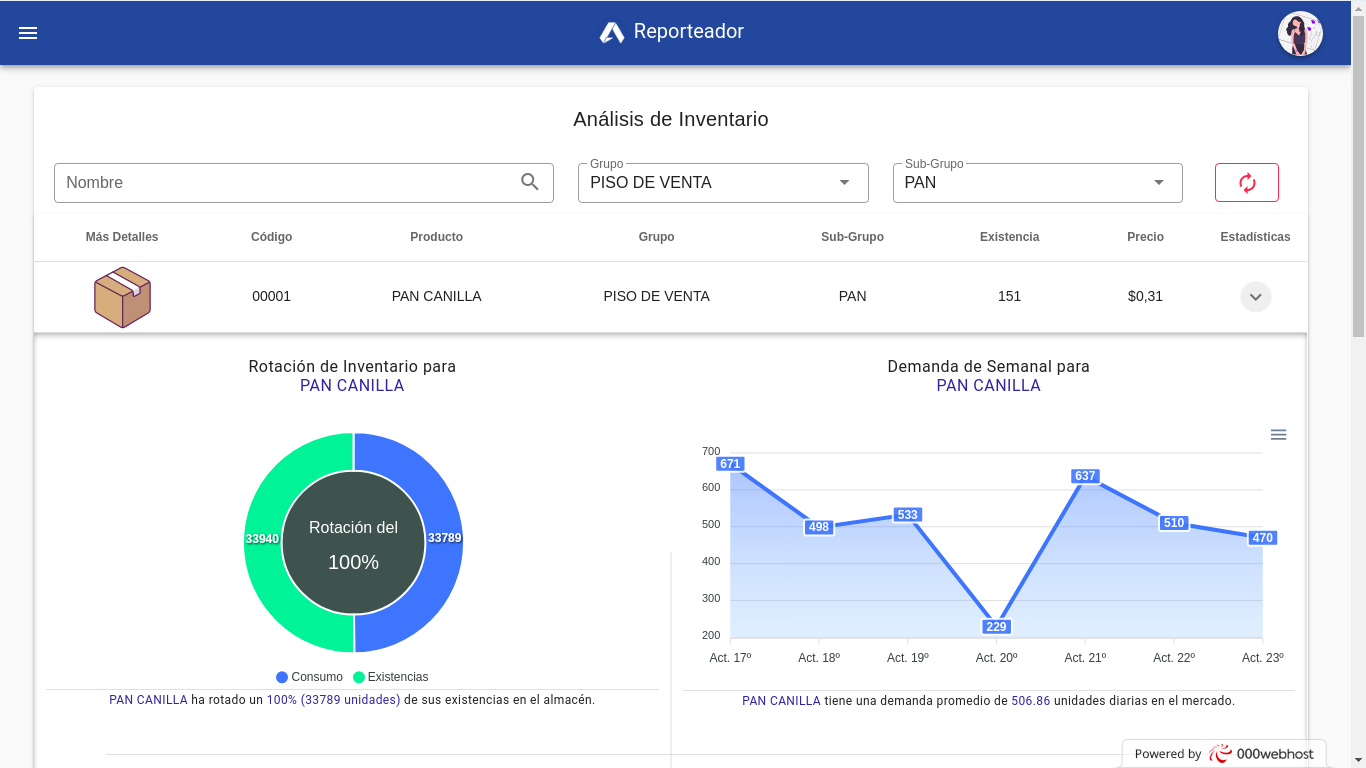 Reporteador
Análisis de Inventario
Nombre
Grupo
PISO DE VENTA
Sub-Grupo
PAN
Más Detalles Código Producto Grupo Sub-Grupo Existencia Precio Estadísticas
00001 PAN CANILLA PISO DE VENTA PAN 151 $0,31
Rotación de Inventario para
PAN CANILLA
33940
Rotación del
100%
33789
Consumo Existencias
PAN CANILLA ha rotado un 100% (33789 unidades) de sus existencias en el almacén.
Demanda de Semanal para
PAN CANILLA
700
600
500
400
300
200
671
498
533
229
637
510
470
Act. 17º Act. 18º Act. 19º Act. 20º Act. 21º Act. 22º Act. 23º
PAN CANILLA tiene una demanda promedio de 506.86 unidades diarias en el mercado.
Powered by 000webhost